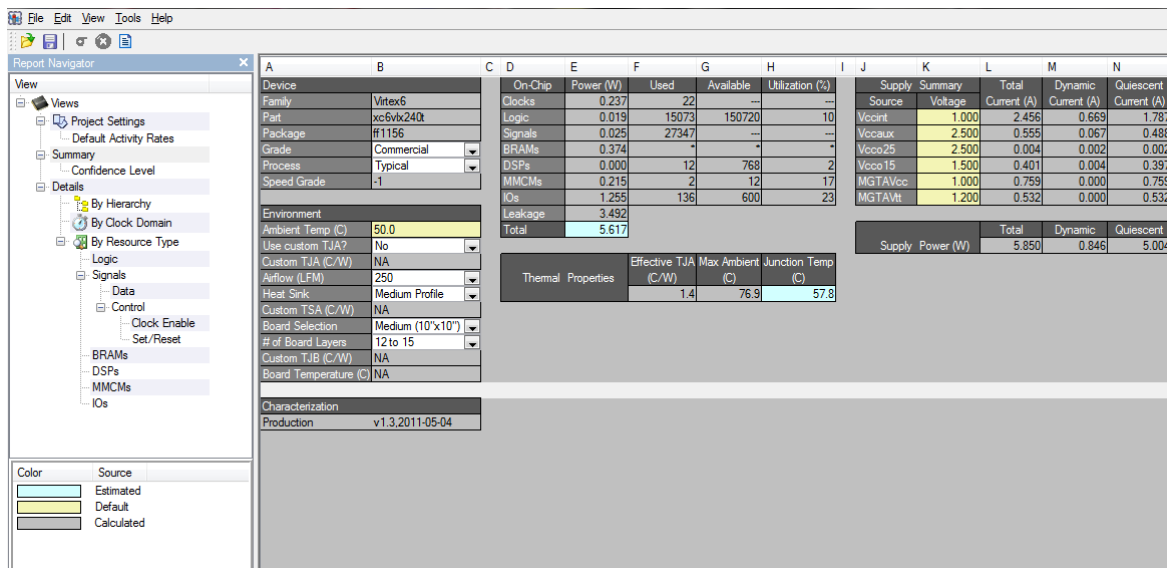 File Edit View Tools Help
Report Navigator
View
Views
Project Settings
Default Activity Rates
Summary
Confidence Level
Details
By Hierarchy
By Clock Domain
By Resource Type
Logic
Signals
Data
Control
Clock Enable
Set/Reset
BRAMs
DSPs
MMCMs
IOs
Color Source
Estimated
Default
Calculated
A B C D E F G H I J K L M N
Device
Family Virtex6
Part xc6vlx240t
Package ff1156
Grade Commercial
Process Typical
Speed Grade -1
Environment
Ambient Temp (C) 50.0
Use custom TJA? No
Custom TJA (C/W) NA
Airflow (LFM) 250
Heat Sink Medium Profile
Custom TSA (C/W) NA
Board Selection Medium (10"x10")
# of Board Layers 12 to 15
Custom TJB (C/W) NA
Board Temperature (C) NA
Characterization
Production v1.3,2011-05-04
On-Chip Power (W) Used Available Utilization (%)
Clocks 0.237 22 --- ---
Logic 0.019 15073 150720 10
Signals 0.025 27347 --- ---
BRAMs 0.374 * * *
DSPs 0.000 12 768 2
MMCMs 0.215 2 12 17
IOs 1.255 136 600 23
Leakage 3.492
Total 5.617
Effective TJA Max Ambient Junction Temp
Thermal Properties (C/W) (C) (C)
1.4 76.9 57.8
Supply Summary Total Dynamic Quiescent
Source Voltage Current (A) Current (A) Current (A)
Vccint 1.000 2.456 0.669 1.787
Vccaux 2.500 0.555 0.067 0.488
Vcco25 2.500 0.004 0.002 0.002
Vcco15 1.500 0.401 0.004 0.397
MGTAVcc 1.000 0.759 0.000 0.759
MGTAVtt 1.200 0.532 0.000 0.532
Total Dynamic Quiescent
Supply Power (W) 5.850 0.846 5.004